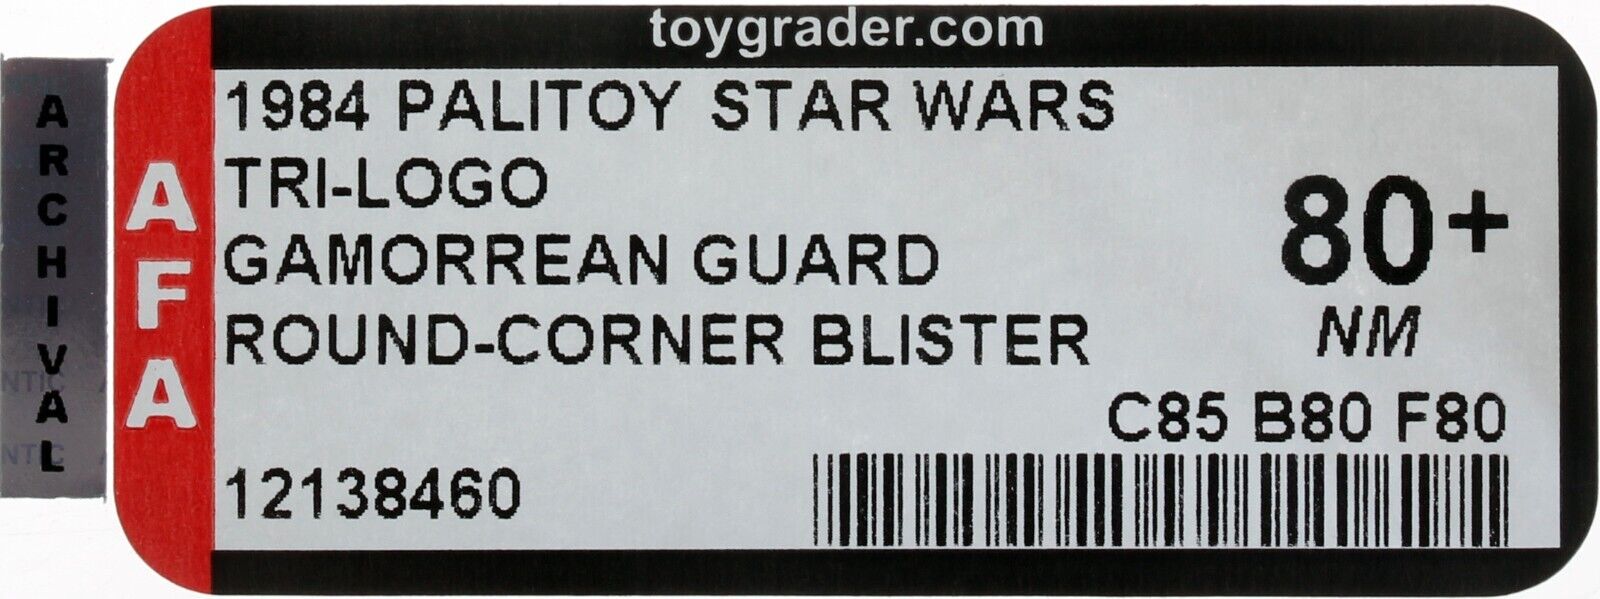 toygrader.com
ARCHIVAL
AFA
1984 PALITOY STAR WARS
TRI-LOGO
GAMORREAN GUARD
ROUND-CORNER BLISTER
80+
NM
C85 B80 F80
12138460